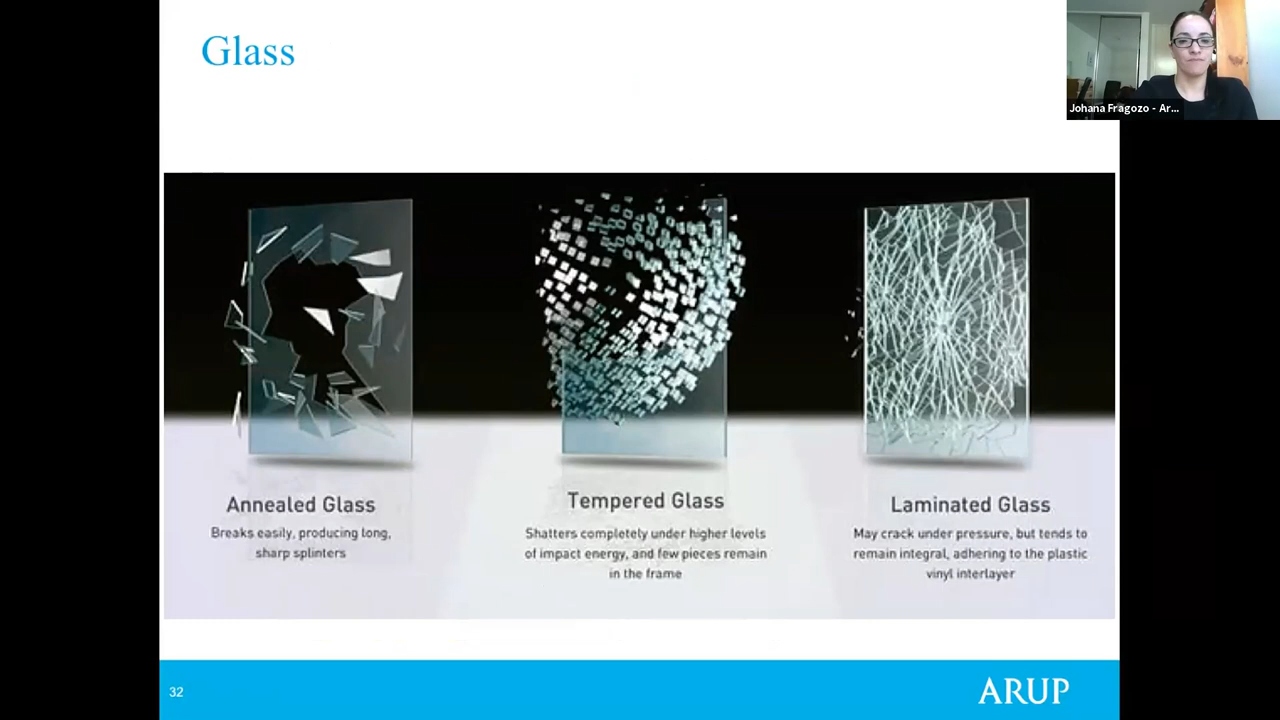 Glass
Johana Fragozo - Ar...
Annealed Glass
Breaks easily, producing long,
sharp splinters
Tempered Glass
Shatters completely under higher levels
of impact energy, and few pieces remain
in the frame
Laminated Glass
May crack under pressure, but tends to
remain integral, adhering to the plastic
vinyl interlayer
32
ARUP